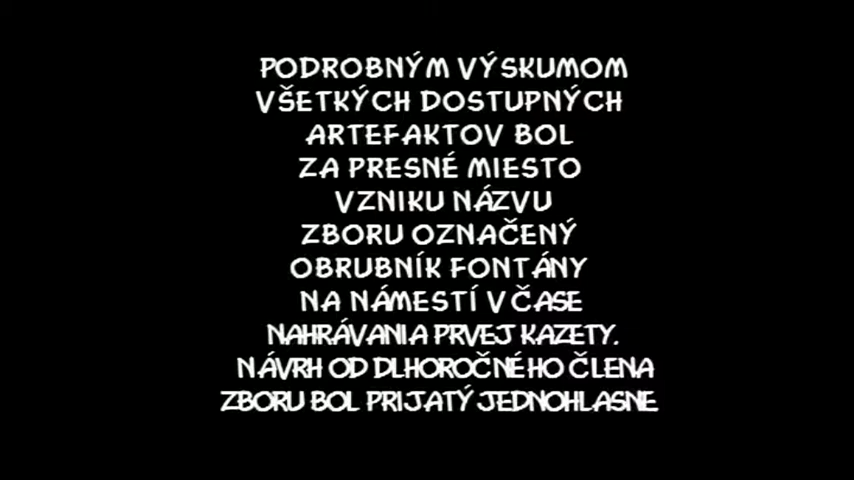 PODROBNÝM VÝSKUMOM
VŠETKÝCH DOSTUPNÝCH
ARTEFAKTOV BOL
ZA PRESNÉ MIESTO
VZNIKU NÁZVU
ZBORU OZNAČENÝ
OBRUBNÍK FONTÁNY
NA NÁMESTÍ V ČASE
NAHRÁVANIA PRVEJ KAZETY.
NÁVRH OD DLHOROČNÉHO ČLENA
ZBORU BOL PRIJATÝ JEDNOHLASNE